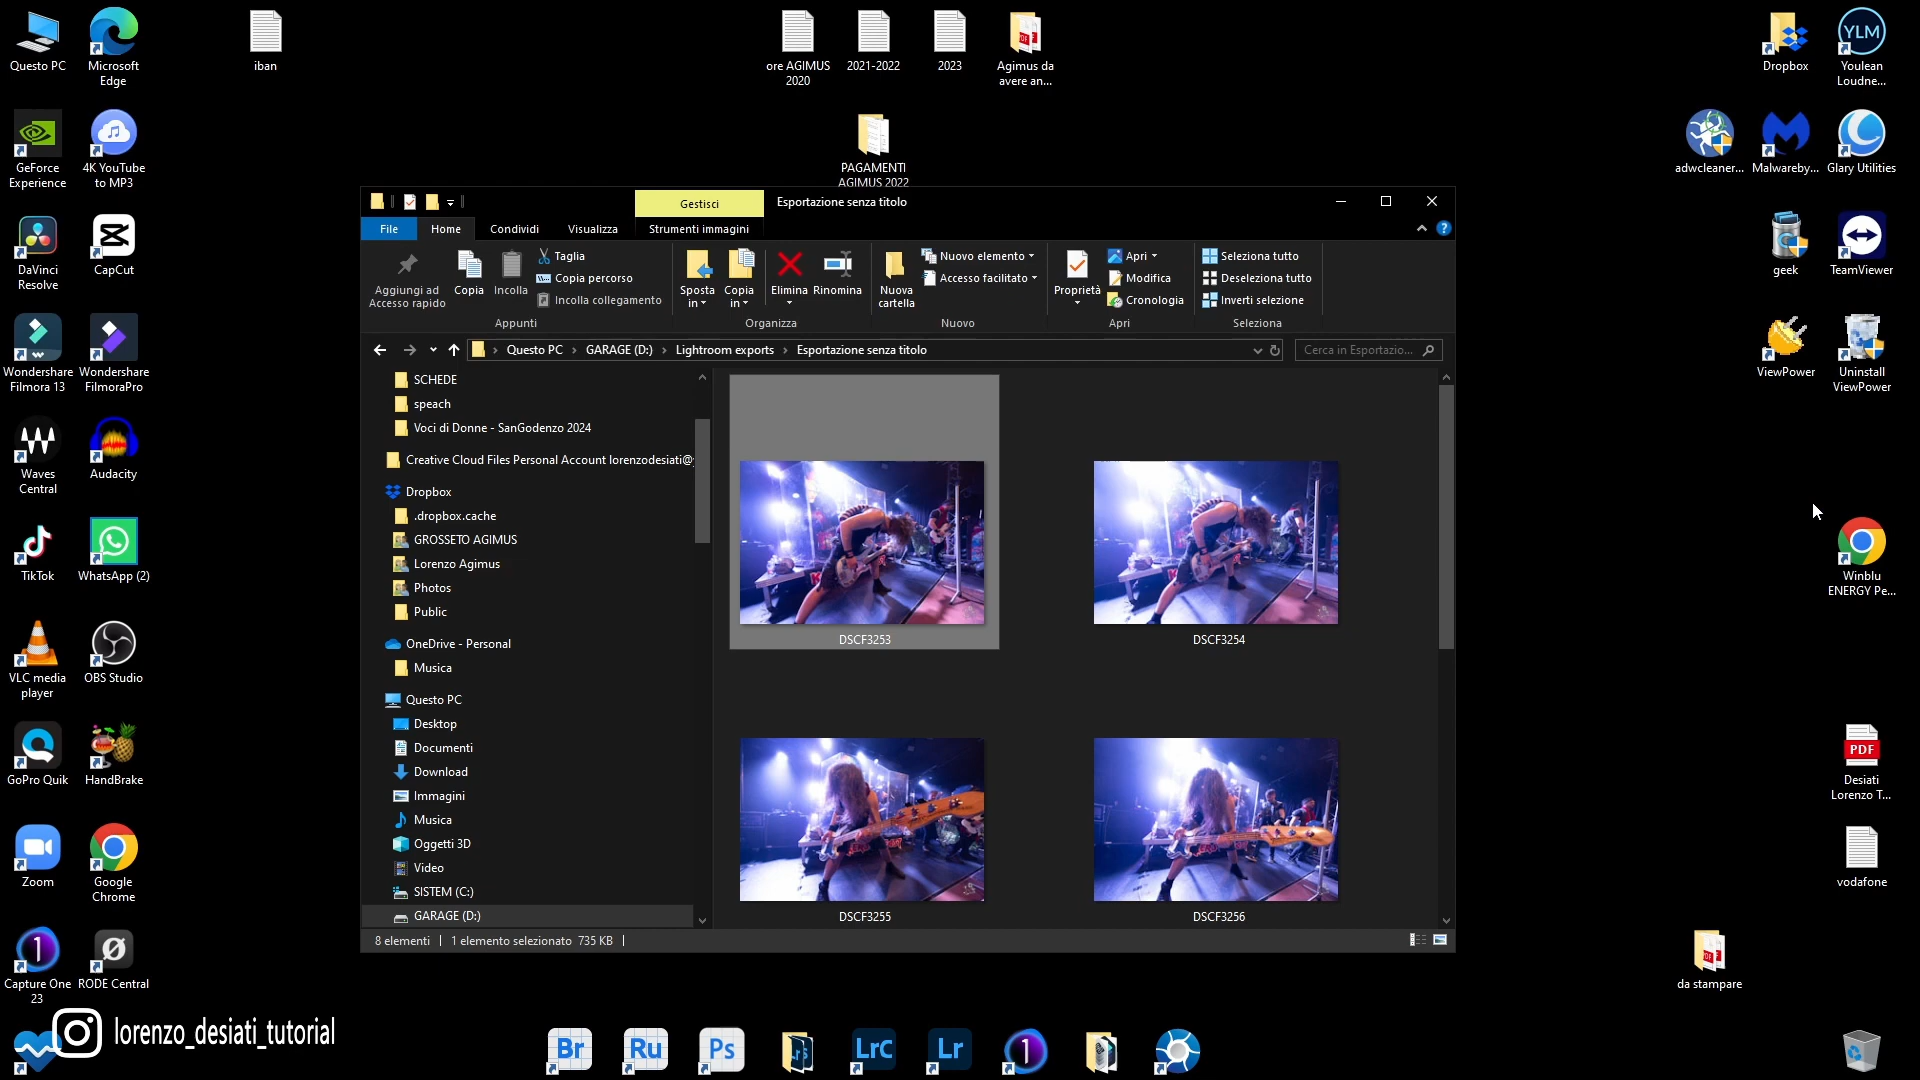 Questo PC
Microsoft
Edge
iban
ore AGIMUS
2020
2021-2022
2023
Agimus da
avere an...
Dropbox
Youlean
Loudne...
YLM
GeForce
Experience
4K YouTube
to MP3
PAGAMENTI
AGIMUS 2022
adwcleaner...
Malwareby...
Glary Utilities
DaVinci
Resolve
CapCut
geek
TeamViewer
Wondershare
Filmora 13
Wondershare
FilmoraPro
ViewPower
Uninstall
ViewPower
Waves
Central
Audacity
TikTok
WhatsApp (2)
Winblu
ENERGY Pe...
VLC media
player
OBS Studio
GoPro Quik
HandBrake
PDF
Desiati
Lorenzo T...
Zoom
Google
Chrome
vodafone
Capture One
23
RODE Central
da stampare
Gestisci
Esportazione senza titolo
File
Home
Condividi
Visualizza
Strumenti immagini
Aggiungi ad
Accesso rapido
Copia
Incolla
Taglia
Copia percorso
Incolla collegamento
Appunti
Sposta
in
Copia
in
Elimina
Rinomina
Organizza
Nuova
cartella
Nuovo elemento
Accesso facilitato
Nuovo
Proprietà
Apri
Modifica
Cronologia
Apri
Seleziona tutto
Deseleziona tutto
Inverti selezione
Seleziona
Questo PC > GARAGE (D:) > Lightroom exports > Esportazione senza titolo
Cerca in Esportazio...
SCHEDE
speach
Voci di Donne - SanGodenzo 2024
Creative Cloud Files Personal Account lorenzodesiati@
Dropbox
.dropbox.cache
GROSSETO AGIMUS
Lorenzo Agimus
Photos
Public
OneDrive - Personal
Musica
Questo PC
Desktop
Documenti
Download
Immagini
Musica
Oggetti 3D
Video
SISTEM (C:)
GARAGE (D:)
DSCF3253
DSCF3254
DSCF3255
DSCF3256
8 elementi
1 elemento selezionato 735 KB
lorenzo_desiati_tutorial
Br
Ru
Ps
LrC
Lr
1